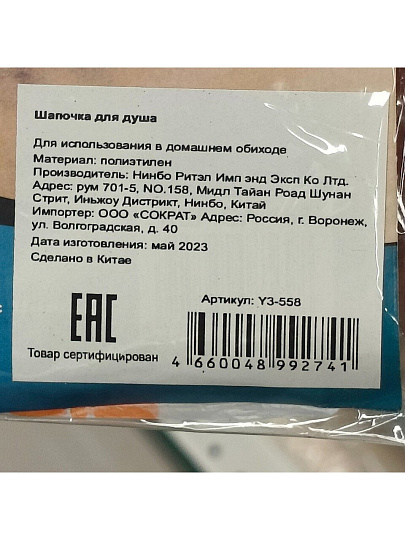 Шапочка для душа
Для использования в домашнем обиходе
Материал: полиэтилен
Производитель: Нинбо Ритэл Имп энд Эксп Ко Лтд.
Адрес: рум 701-5, NO.158, Мидл Тайан Роад Шунан
Стрит, Иньжоу Дистрикт, Нинбо, Китай
Импортер: ООО «СОКРАТ» Адрес: Россия, г. Воронеж,
ул. Волгоградская, д. 40
Дата изготовления: май 2023
Сделано в Китае
Артикул: УЗ-558
ЕАС
Товар сертифицирован
4 660048 992741